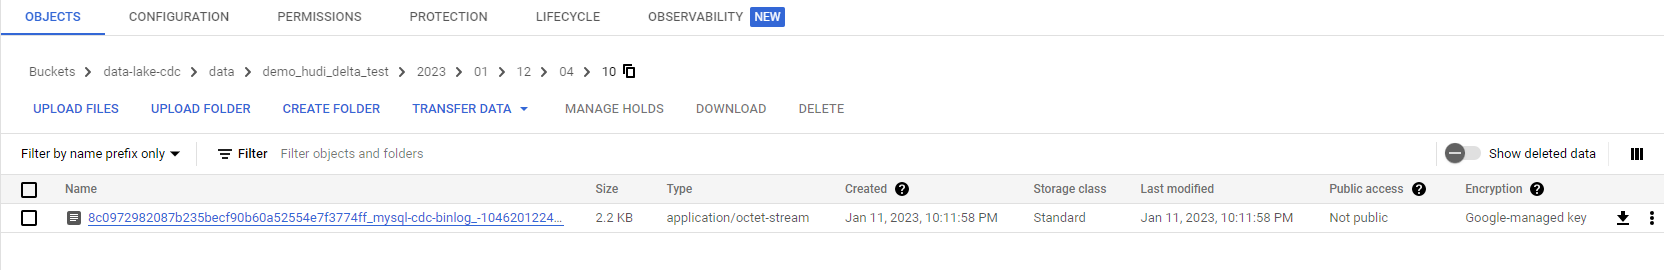 OBJECTS CONFIGURATION PERMISSIONS PROTECTION LIFECYCLE OBSERVABILITY NEW
Buckets data-lake-cdc data demo_hudi_delta_test 2023 01 12 04 10
UPLOAD FILES UPLOAD FOLDER CREATE FOLDER TRANSFER DATA MANAGE HOLDS DOWNLOAD DELETE
Filter by name prefix only Filter Filter objects and folders Show deleted data
Name Size Type Created Storage class Last modified Public access Encryption
8c0972982087b235becf90b60a52554e7f3774ff_mysql-cdc-binlog_-1046201224... 2.2 KB application/octet-stream Jan 11, 2023, 10:11:58 PM Standard Jan 11, 2023, 10:11:58 PM Not public Google-managed key